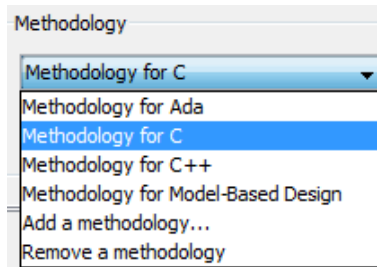 Methodology
Methodology for C
Methodology for Ada
Methodology for C
Methodology for C++
Methodology for Model-Based Design
Add a methodology...
Remove a methodology